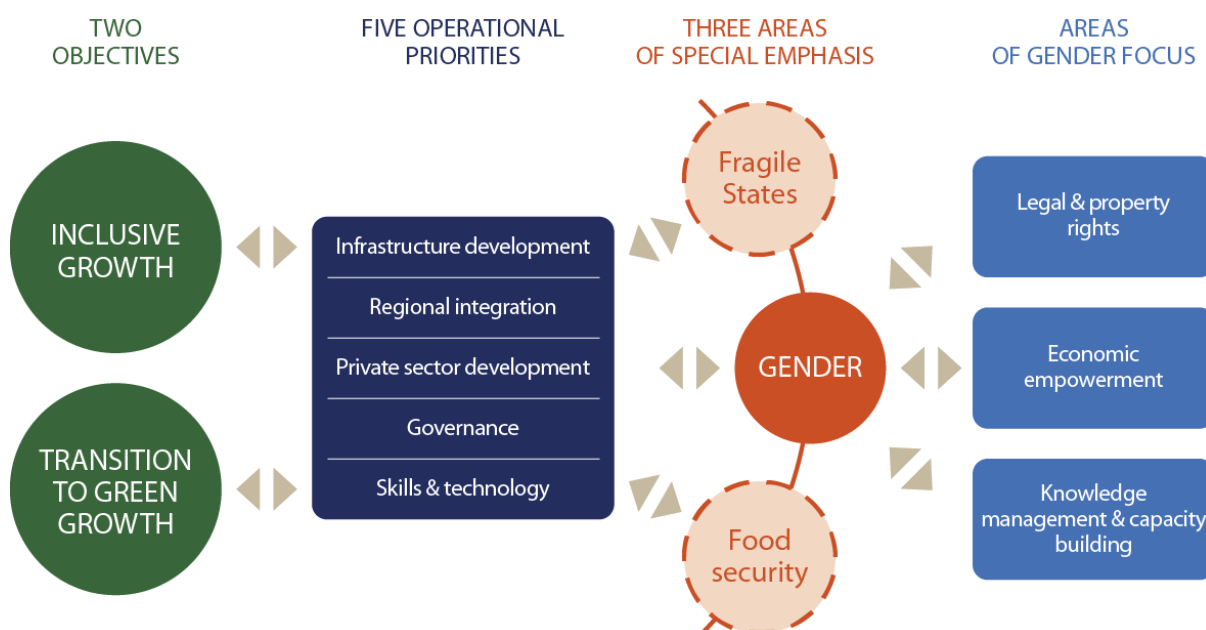 TWO
OBJECTIVES
FIVE OPERATIONAL
PRIORITIES
THREE AREAS
OF SPECIAL EMPHASIS
AREAS
OF GENDER FOCUS
INCLUSIVE
GROWTH
TRANSITION
TO GREEN
GROWTH
Infrastructure development
Regional integration
Private sector development
Governance
Skills & technology
Fragile
States
GENDER
Food
security
Legal & property
rights
Economic
empowerment
Knowledge
management & capacity
building